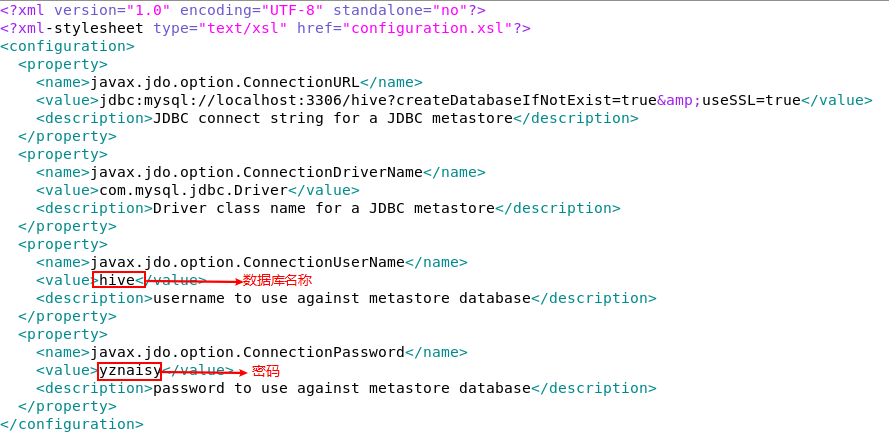 <?xml version="1.0" encoding="UTF-8" standalone="no"?>
<?xml-stylesheet type="text/xsl" href="configuration.xsl"?>
<configuration>
  <property>
    <name>javax.jdo.option.ConnectionURL</name>
    <value>jdbc:mysql://localhost:3306/hive?createDatabaseIfNotExist=true&amp;useSSL=true</value>
    <description>JDBC connect string for a JDBC metastore</description>
  </property>
  <property>
    <name>javax.jdo.option.ConnectionDriverName</name>
    <value>com.mysql.jdbc.Driver</value>
    <description>Driver class name for a JDBC metastore</description>
  </property>
  <property>
    <name>javax.jdo.option.ConnectionUserName</name>
    <value>hive</value> 数据库名称
    <description>username to use against metastore database</description>
  </property>
  <property>
    <name>javax.jdo.option.ConnectionPassword</name>
    <value>yznaisy</value> 密码
    <description>password to use against metastore database</description>
  </property>
</configuration>